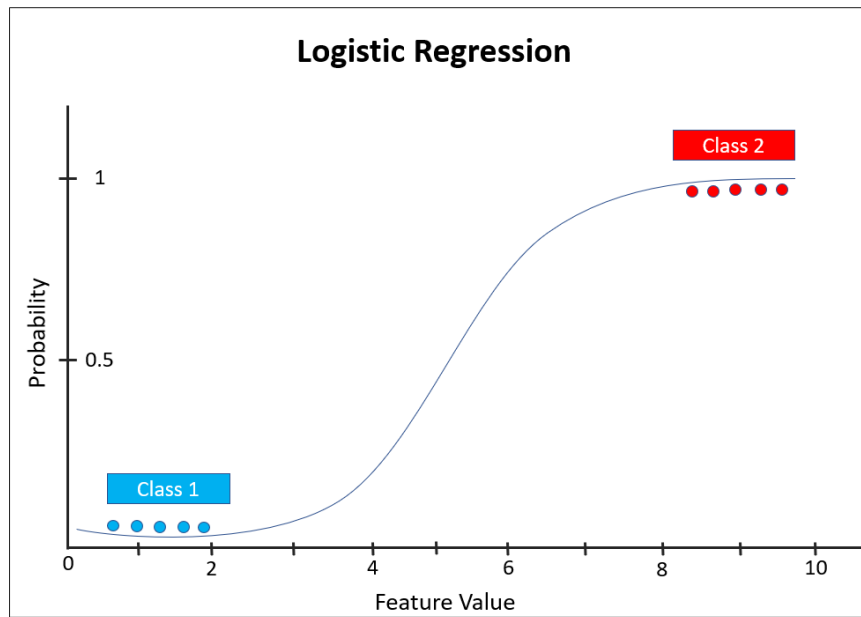 Logistic Regression
Class 2
1
Probability
0.5
Class 1
0 2 4 6 8 10
Feature Value